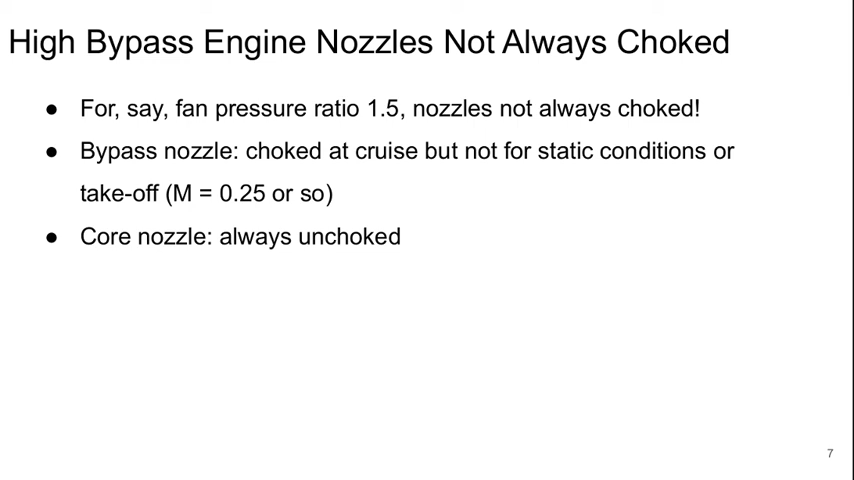 High Bypass Engine Nozzles Not Always Choked
● For, say, fan pressure ratio 1.5, nozzles not always choked!
● Bypass nozzle: choked at cruise but not for static conditions or
take-off (M = 0.25 or so)
● Core nozzle: always unchoked
7